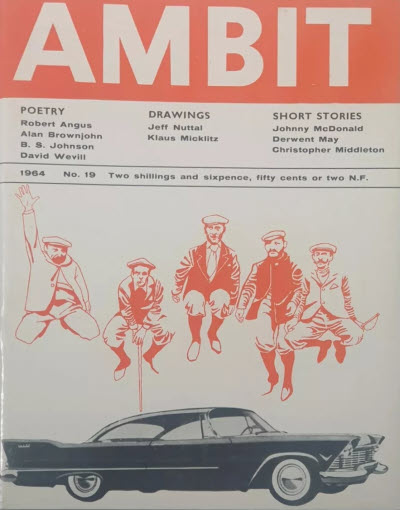 AMBIT
POETRY
Robert Angus
Alan Brownjohn
B. S. Johnson
David Wevill
DRAWINGS
Jeff Nuttal
Klaus Micklitz
SHORT STORIES
Johnny McDonald
Derwent May
Christopher Middleton
1964 No. 19 Two shillings and sixpence, fifty cents or two N.F.